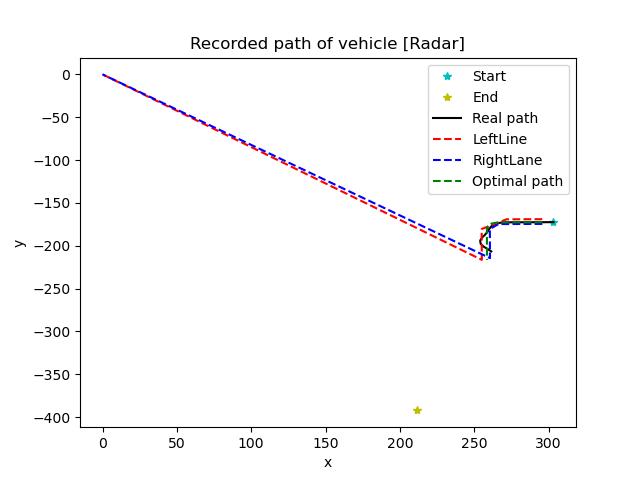 Recorded path of vehicle [Radar]
Start
End
Real path
LeftLine
RightLane
Optimal path
0
−50
−100
−150
−200
−250
−300
−350
−400
y
0 50 100 150 200 250 300
x